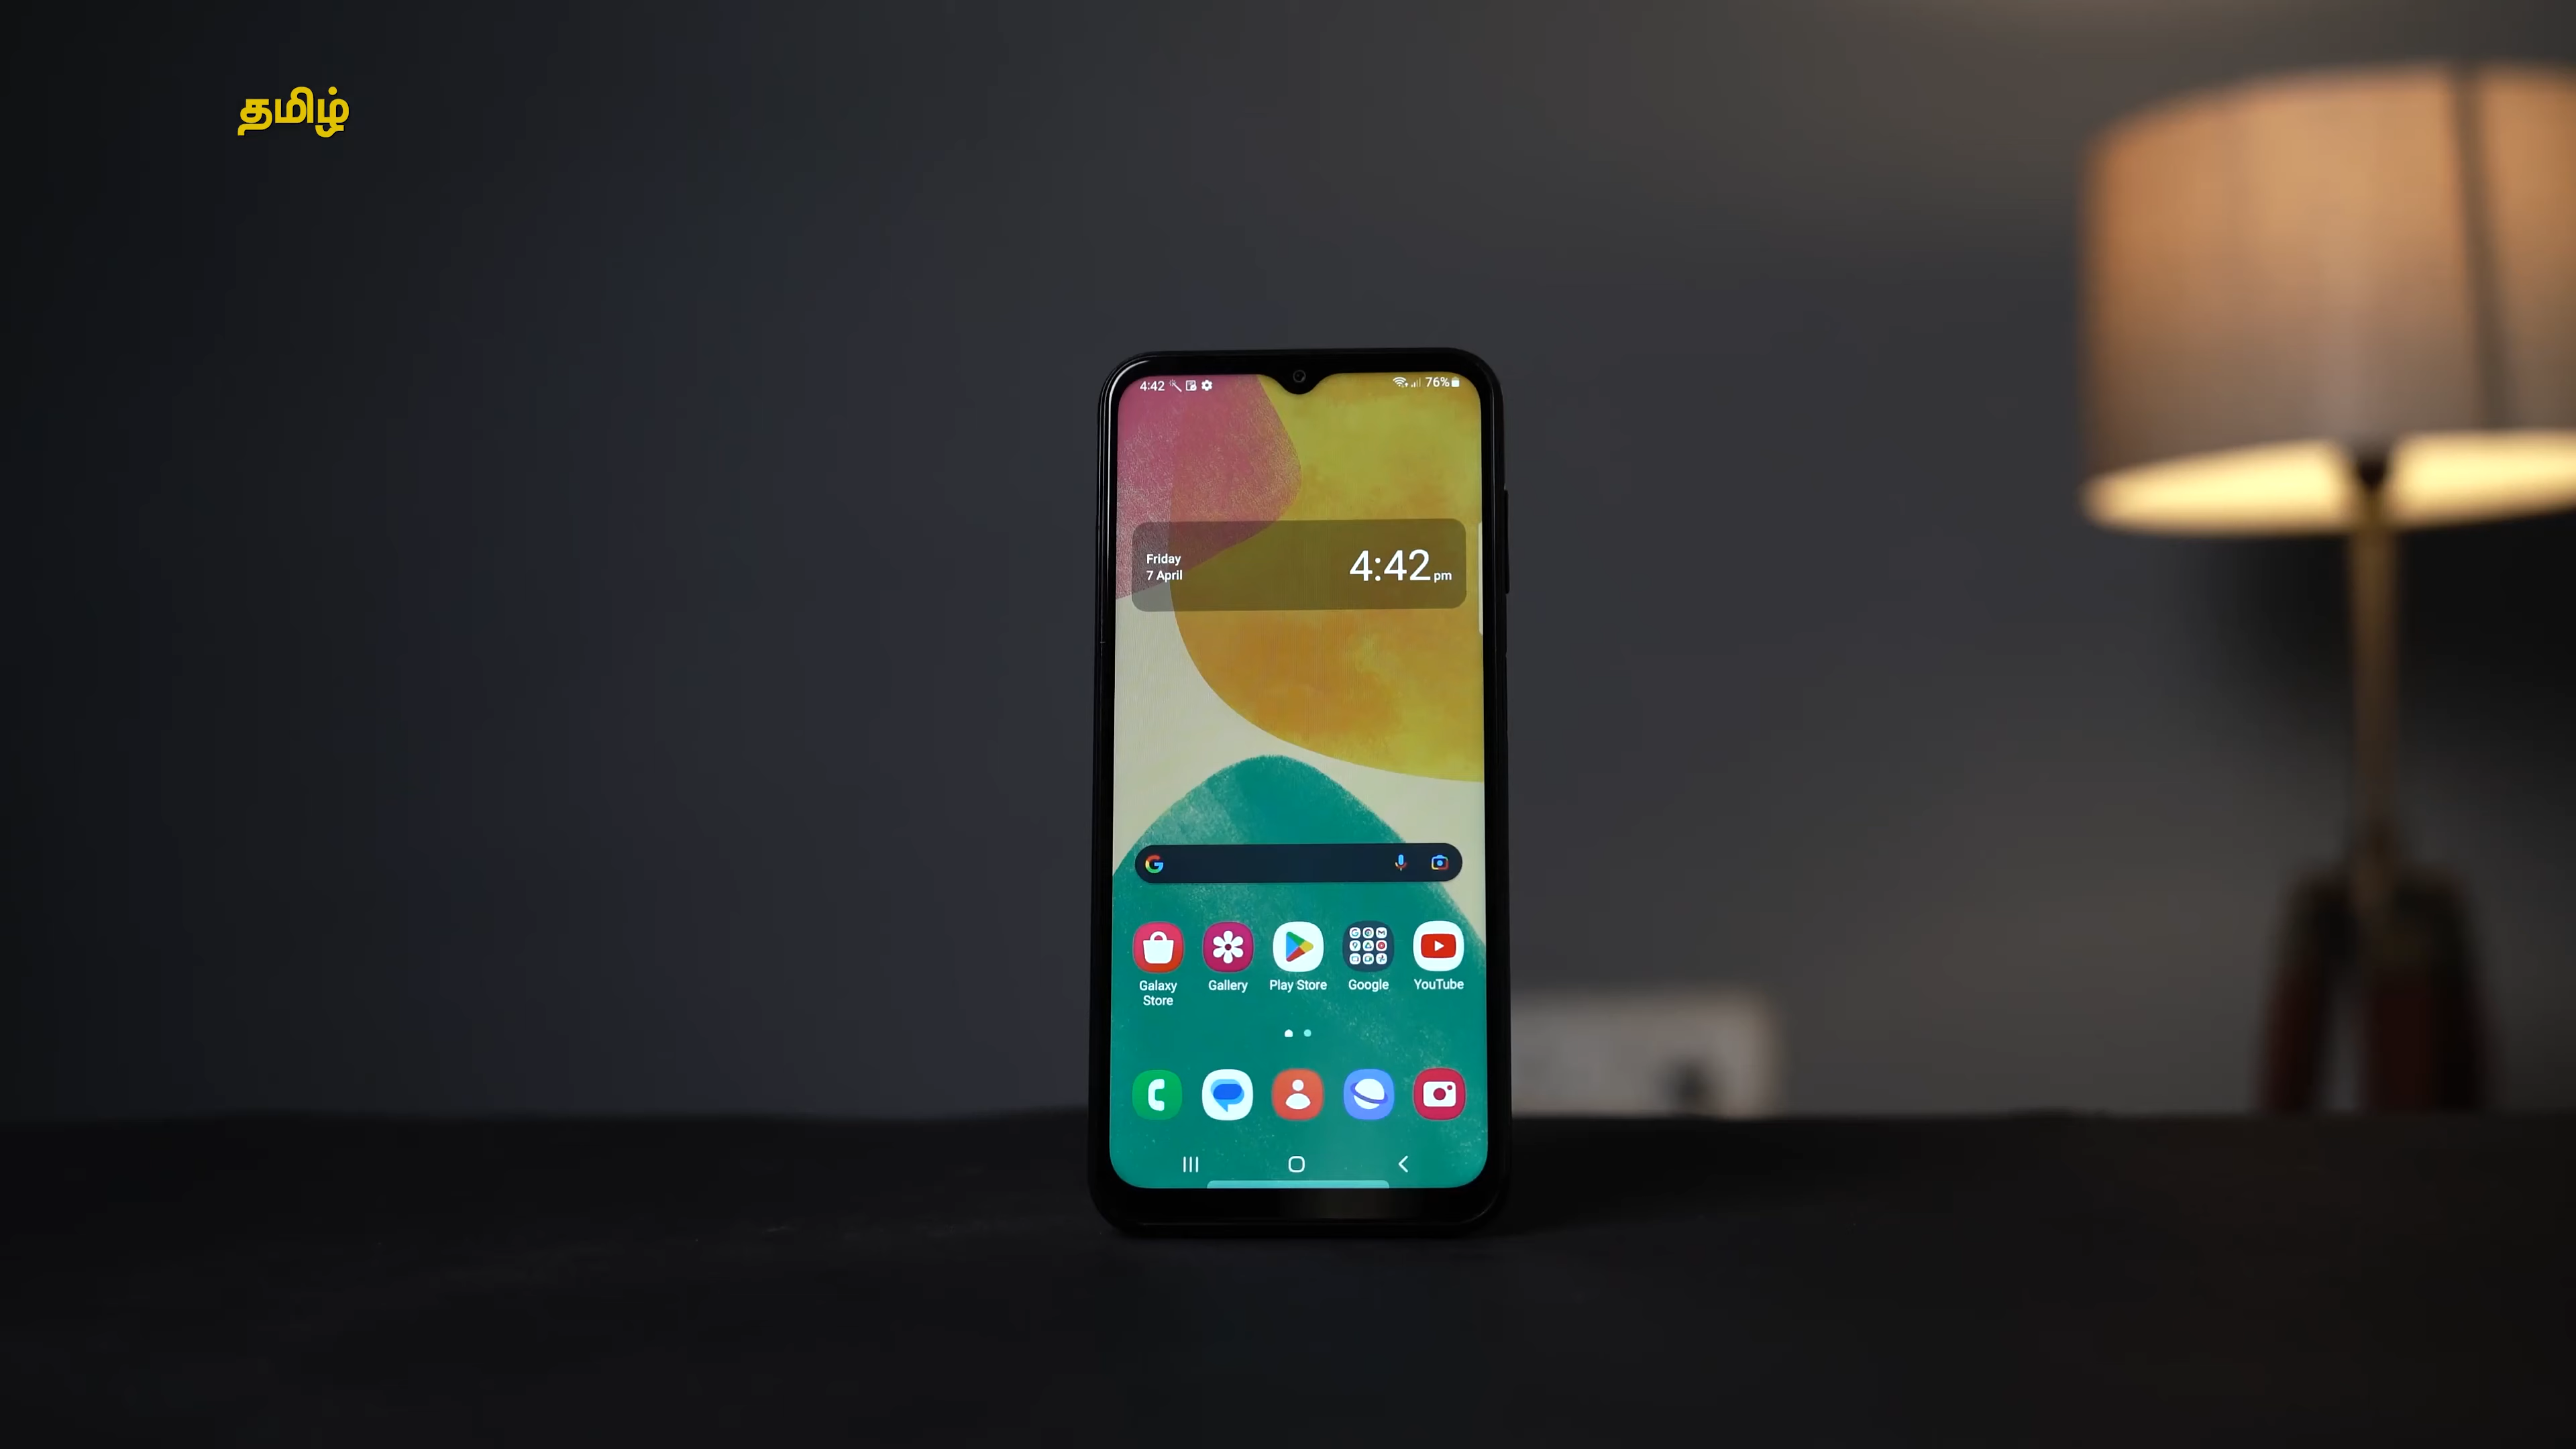 தமிழ்
4:42
76%
Friday
7 April
4:42 pm
Galaxy Store
Gallery
Play Store
Google
YouTube